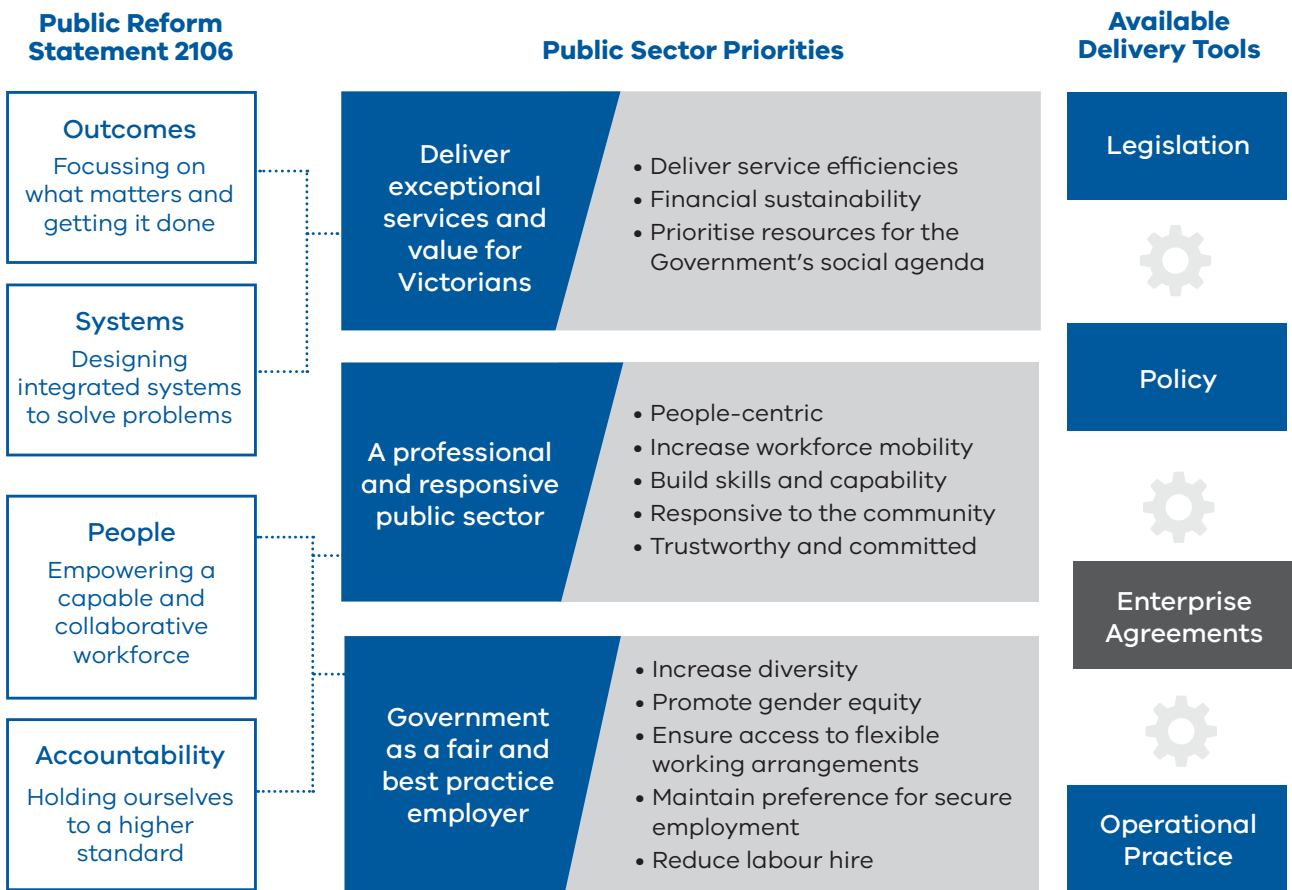 Public Reform
Statement 2106
Public Sector Priorities
Available
Delivery Tools
Outcomes
Focussing on
what matters and
getting it done
Systems
Designing
integrated systems
to solve problems
People
Empowering a
capable and
collaborative
workforce
Accountability
Holding ourselves
to a higher
standard
Deliver
exceptional
services and
value for
Victorians
• Deliver service efficiencies
• Financial sustainability
• Prioritise resources for the
Government’s social agenda
A professional
and responsive
public sector
• People-centric
• Increase workforce mobility
• Build skills and capability
• Responsive to the community
• Trustworthy and committed
Government
as a fair and
best practice
employer
• Increase diversity
• Promote gender equity
• Ensure access to flexible
working arrangements
• Maintain preference for secure
employment
• Reduce labour hire
Legislation
Policy
Enterprise
Agreements
Operational
Practice